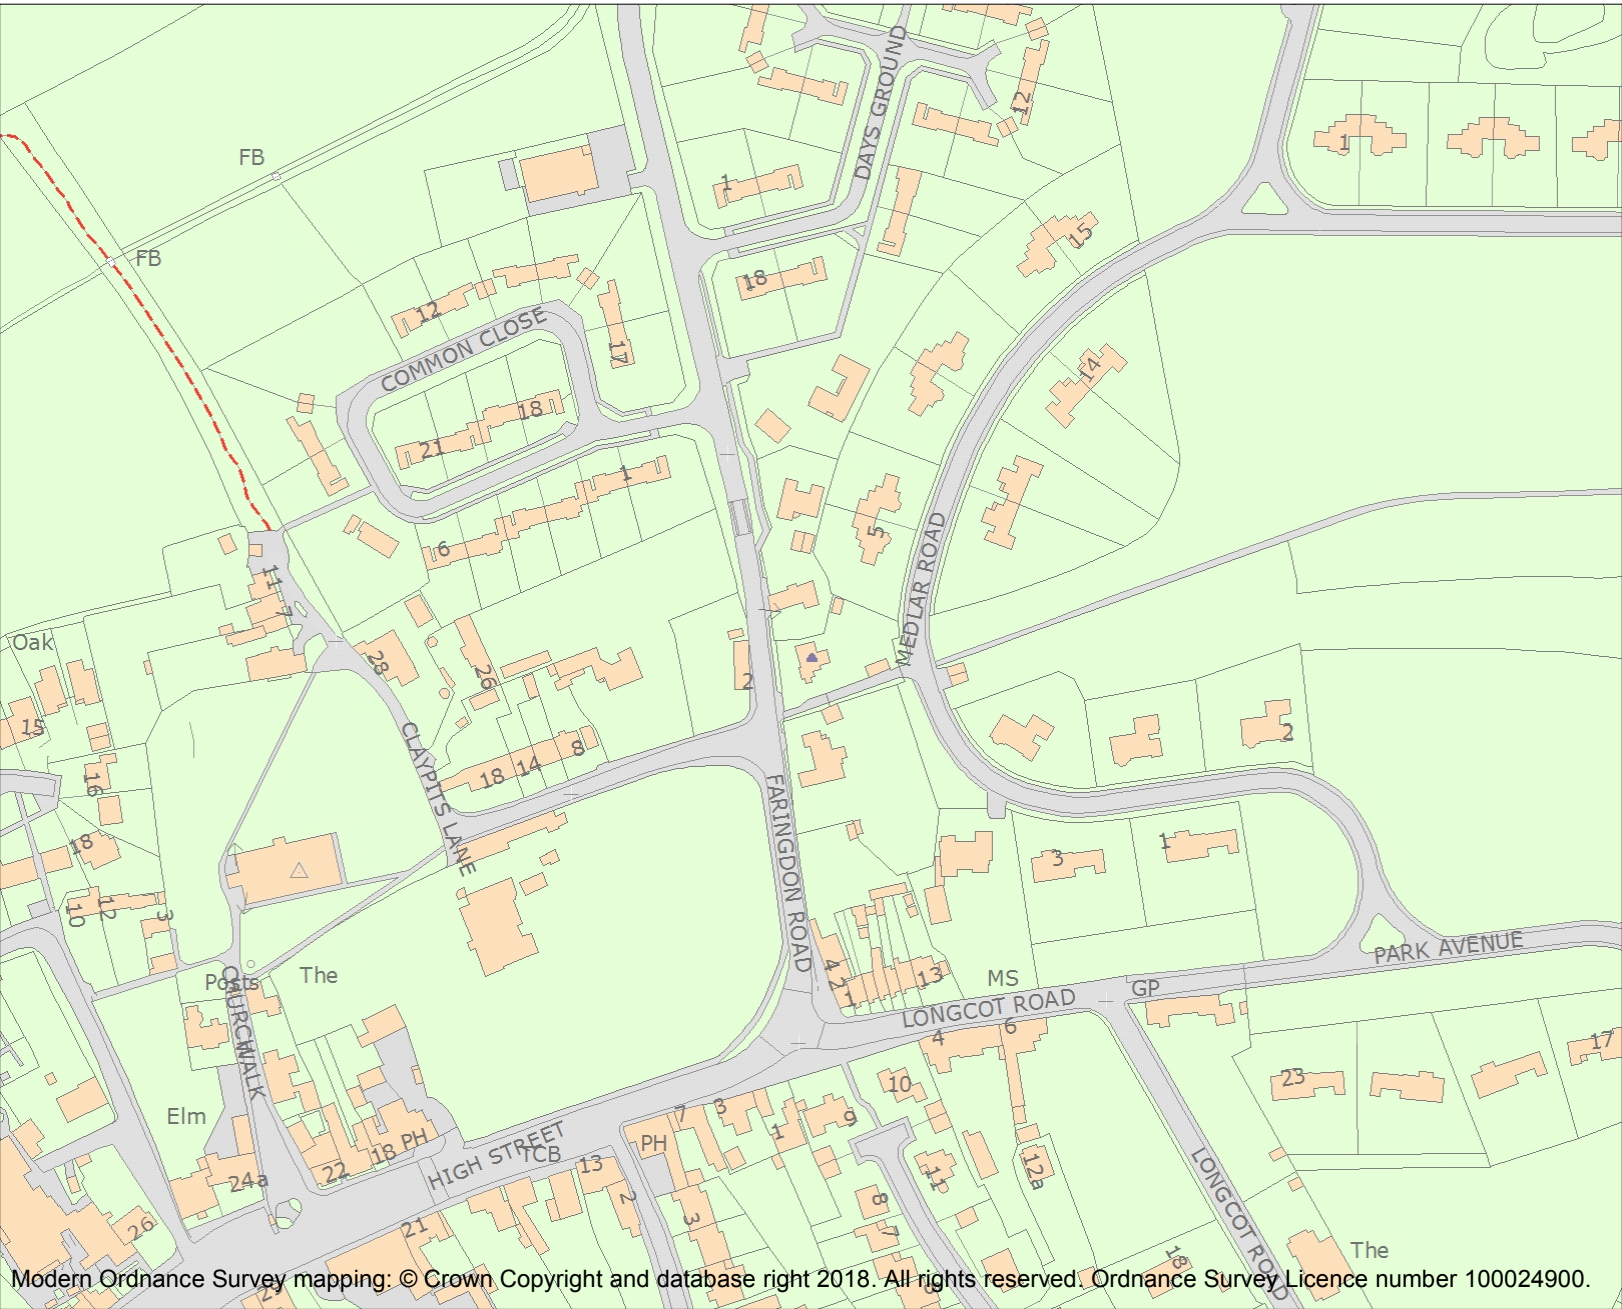 DAYS GROUND
12
1
FB
1
15
FB
18
12
COMMON CLOSE
17
14
18
21
1
6
5
MEDLAR ROAD
11
7
Oak
28
26
2
15
CLAYPITS LANE
8
14
18
2
16
FARINGDON ROAD
18
1
3
10
12
3
4
2
1
13
MS
PARK AVENUE
Posts
The
GP
LONGCOT ROAD
CHURCH WALK
4
6
17
23
10
Elm
7
3
1
9
PH
18
22
HIGH STREET
TCB
PH
13
24a
11
12a
2
3
8
7
26
21
LONGCOT ROAD
18
The
Modern Ordnance Survey mapping: © Crown Copyright and database right 2018. All rights reserved. Ordnance Survey Licence number 100024900.